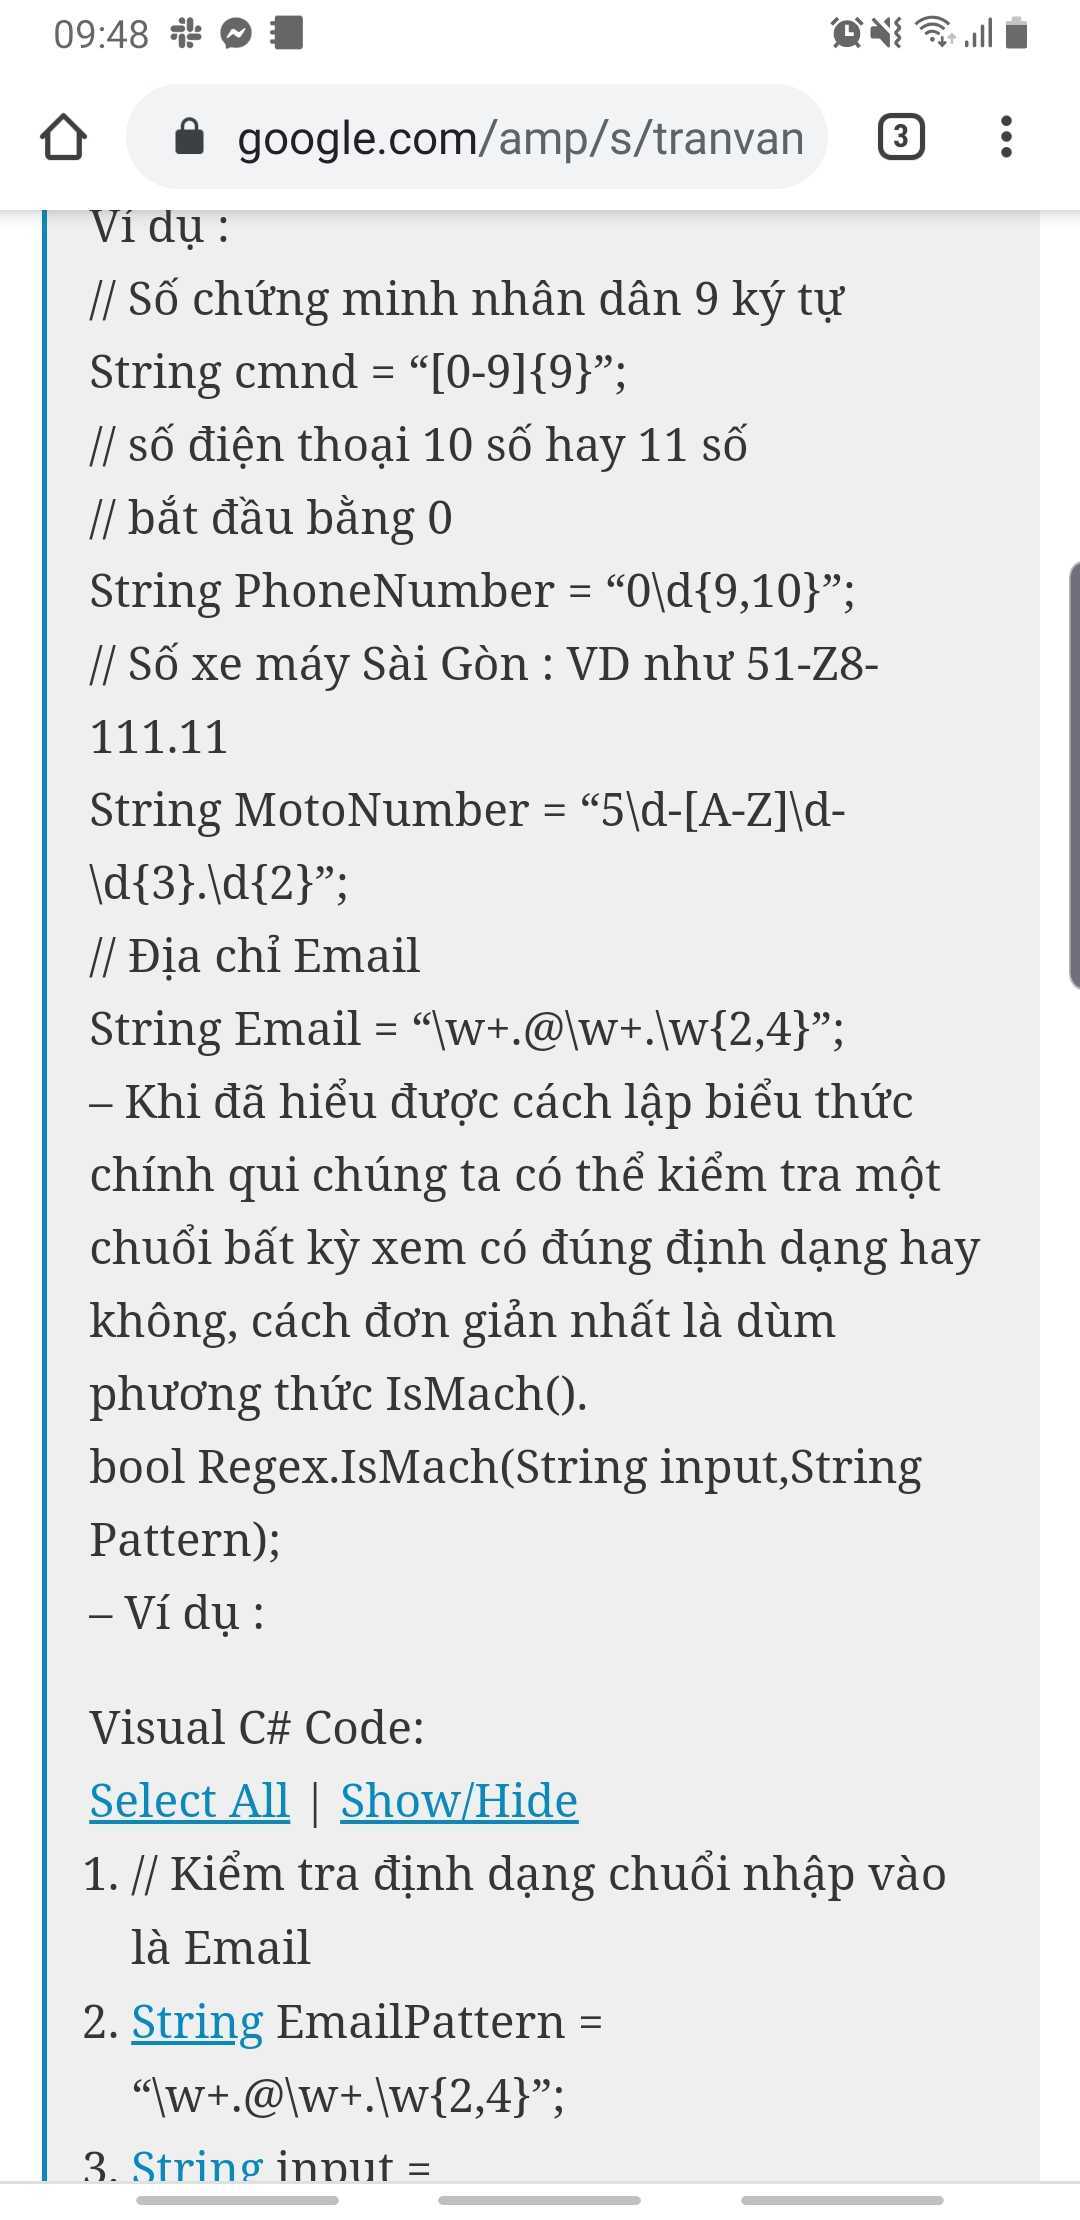 09:48
google.com/amp/s/tranvan
3
Ví dụ :
// Số chứng minh nhân dân 9 ký tự
String cmnd = “[0-9]{9}”;
// số điện thoại 10 số hay 11 số
// bắt đầu bằng 0
String PhoneNumber = “0\d{9,10}”;
// Số xe máy Sài Gòn : VD như 51-Z8-
111.11
String MotoNumber = “5\d-[A-Z]\d-
\d{3}.\d{2}”;
// Địa chỉ Email
String Email = “\w+.@\w+.\w{2,4}”;
– Khi đã hiểu được cách lập biểu thức
chính qui chúng ta có thể kiểm tra một
chuổi bất kỳ xem có đúng định dạng hay
không, cách đơn giản nhất là dùm
phương thức IsMach().
bool Regex.IsMach(String input,String
Pattern);
– Ví dụ :
Visual C# Code:
Select All | Show/Hide
1. // Kiểm tra định dạng chuổi nhập vào
là Email
2. String EmailPattern =
“\w+.@\w+.\w{2,4}”;
3. String input =